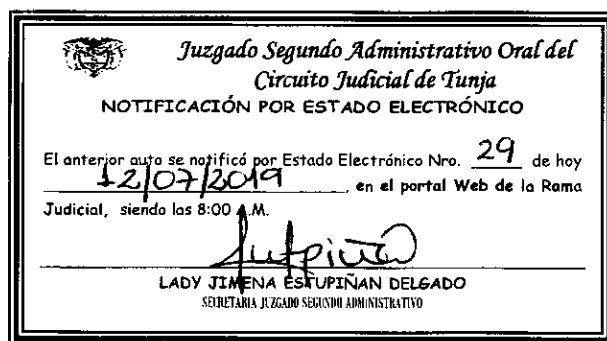 Juzgado Segundo Administrativo Oral del
Circuito Judicial de Tunja
NOTIFICACIÓN POR ESTADO ELECTRÓNICO
El anterior auto se notificó por Estado Electrónico Nro. 29 de hoy
12/07/2019, en el portal Web de la Rama
Judicial, siendo las 8:00 A.M.
LADY JIMENA ESTUPIÑAN DELGADO
SECRETARIA JUZGADO SEGUNDO ADMINISTRATIVO